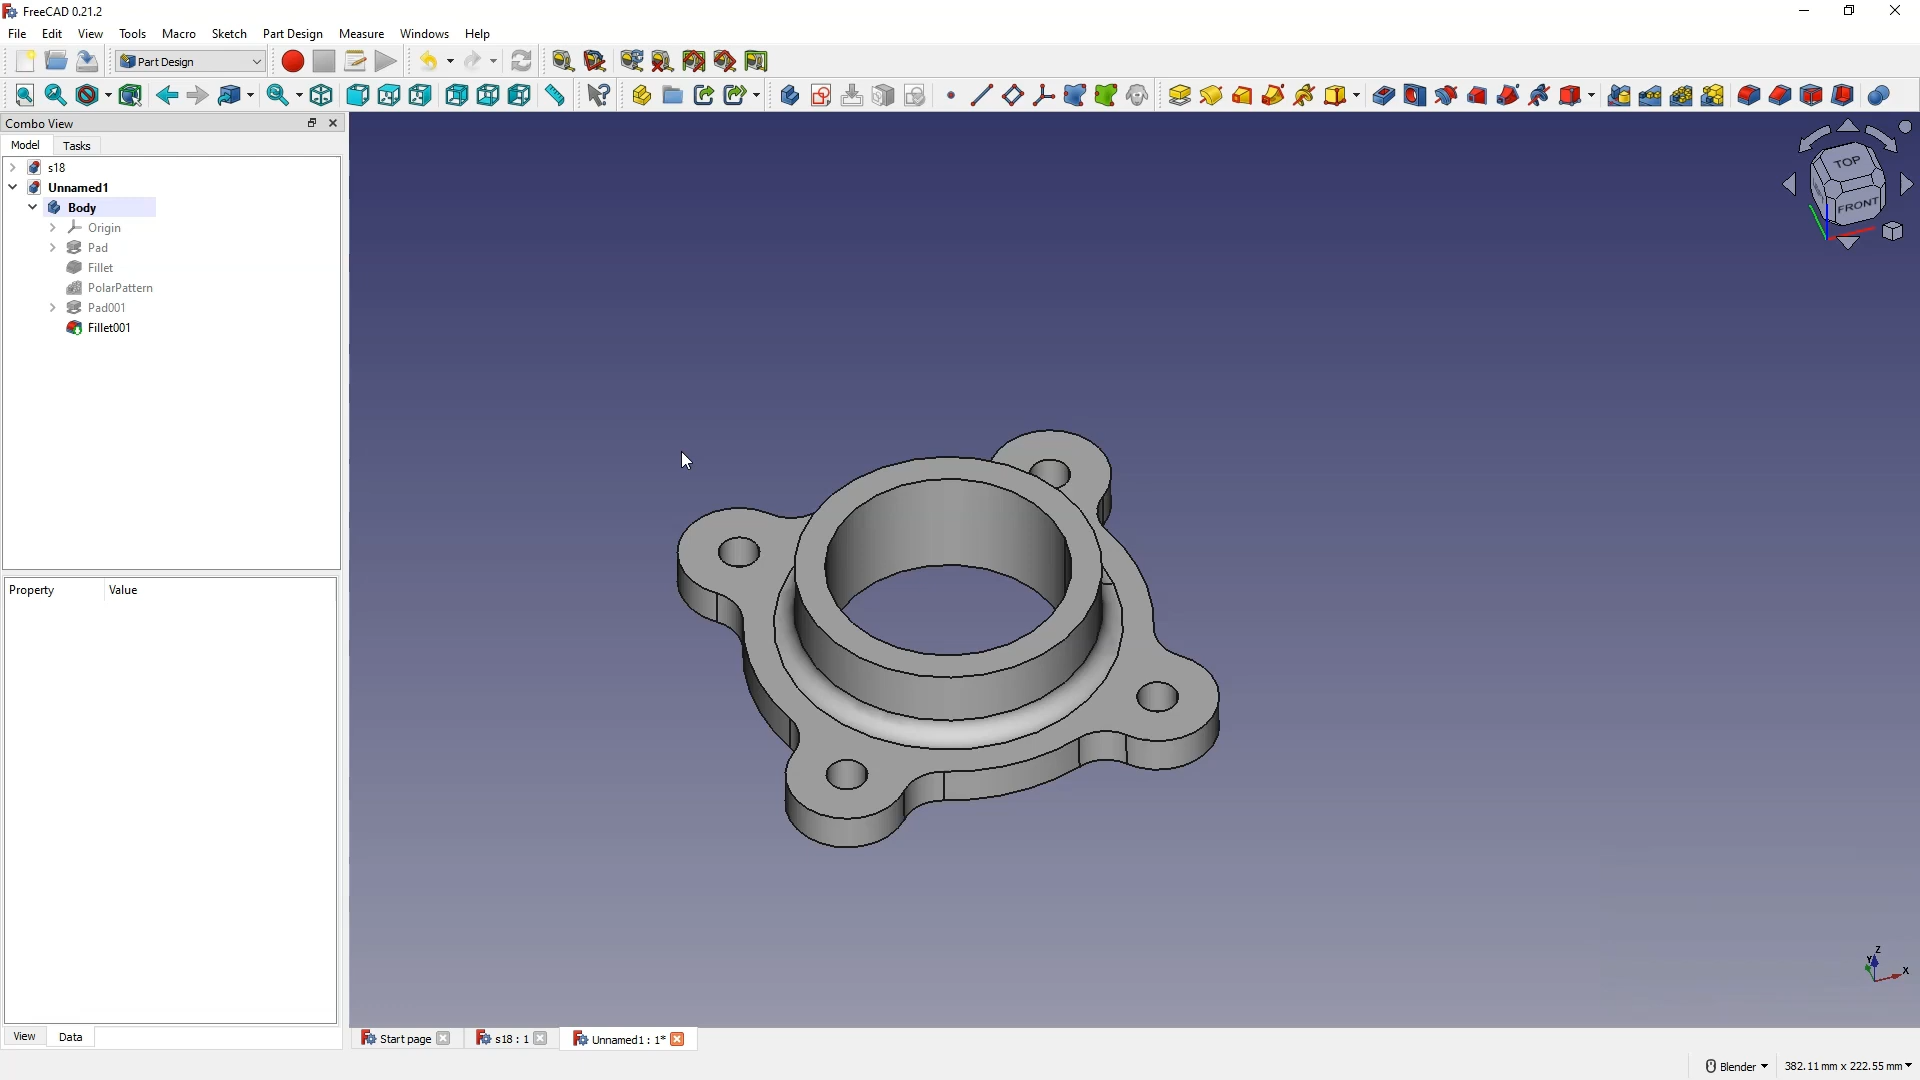 FreeCAD 0.21.2
File Edit View Tools Macro Sketch Part Design Measure Windows Help
Part Design
Combo View
Model Tasks
s18
Unnamed1
Body
Origin
Pad
Fillet
PolarPattern
Pad001
Fillet001
Property Value
TOP
FRONT
Z
Y
X
View Data
Start page s18 : 1 Unnamed1 : 1*
Blender 382.11 mm x 222.55 mm